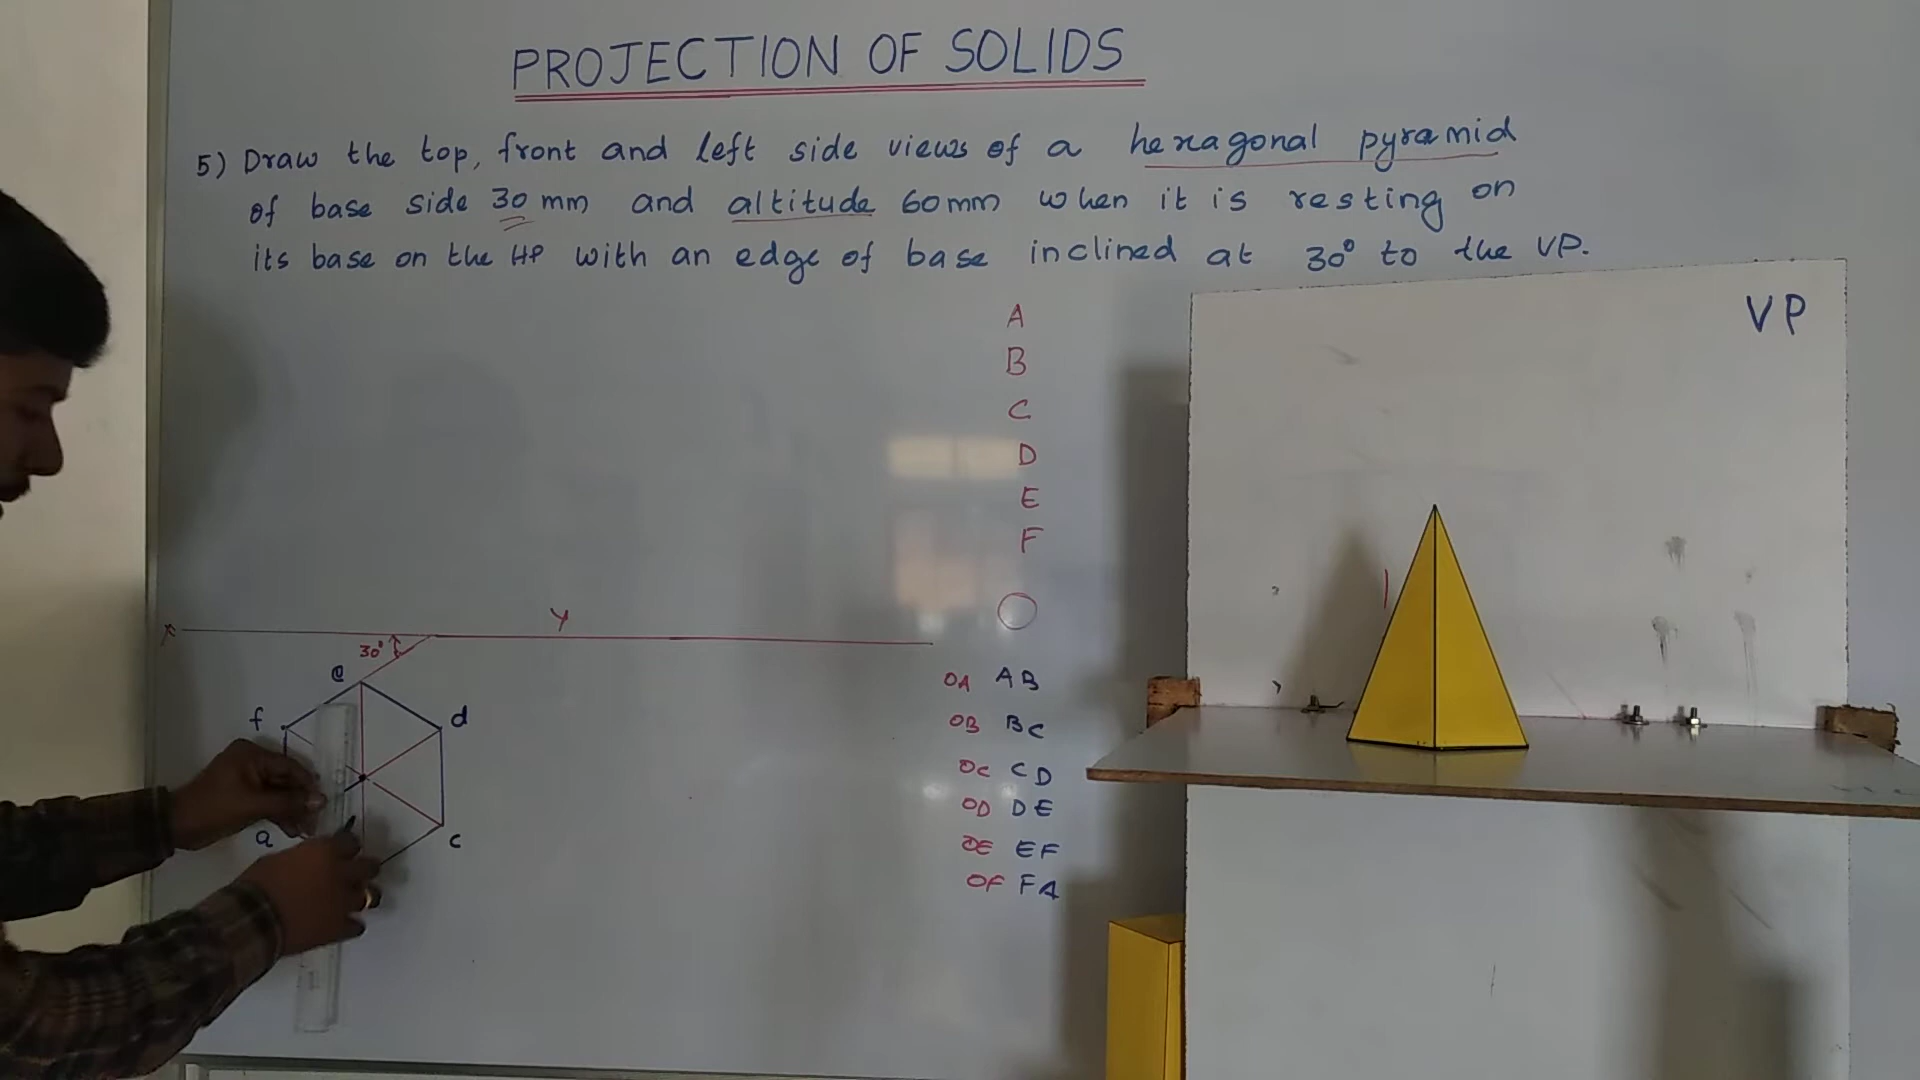 PROJECTION OF SOLIDS
5) Draw the top, front and left side views of a hexagonal pyramid
of base side 30 mm and altitude 60mm when it is resting on
its base on the HP with an edge of base inclined at 30° to the VP.
VP
A
B
C
D
E
F
O
X Y
30°
e
f d
a c
OA AB
OB BC
OC CD
OD DE
OE EF
OF FA